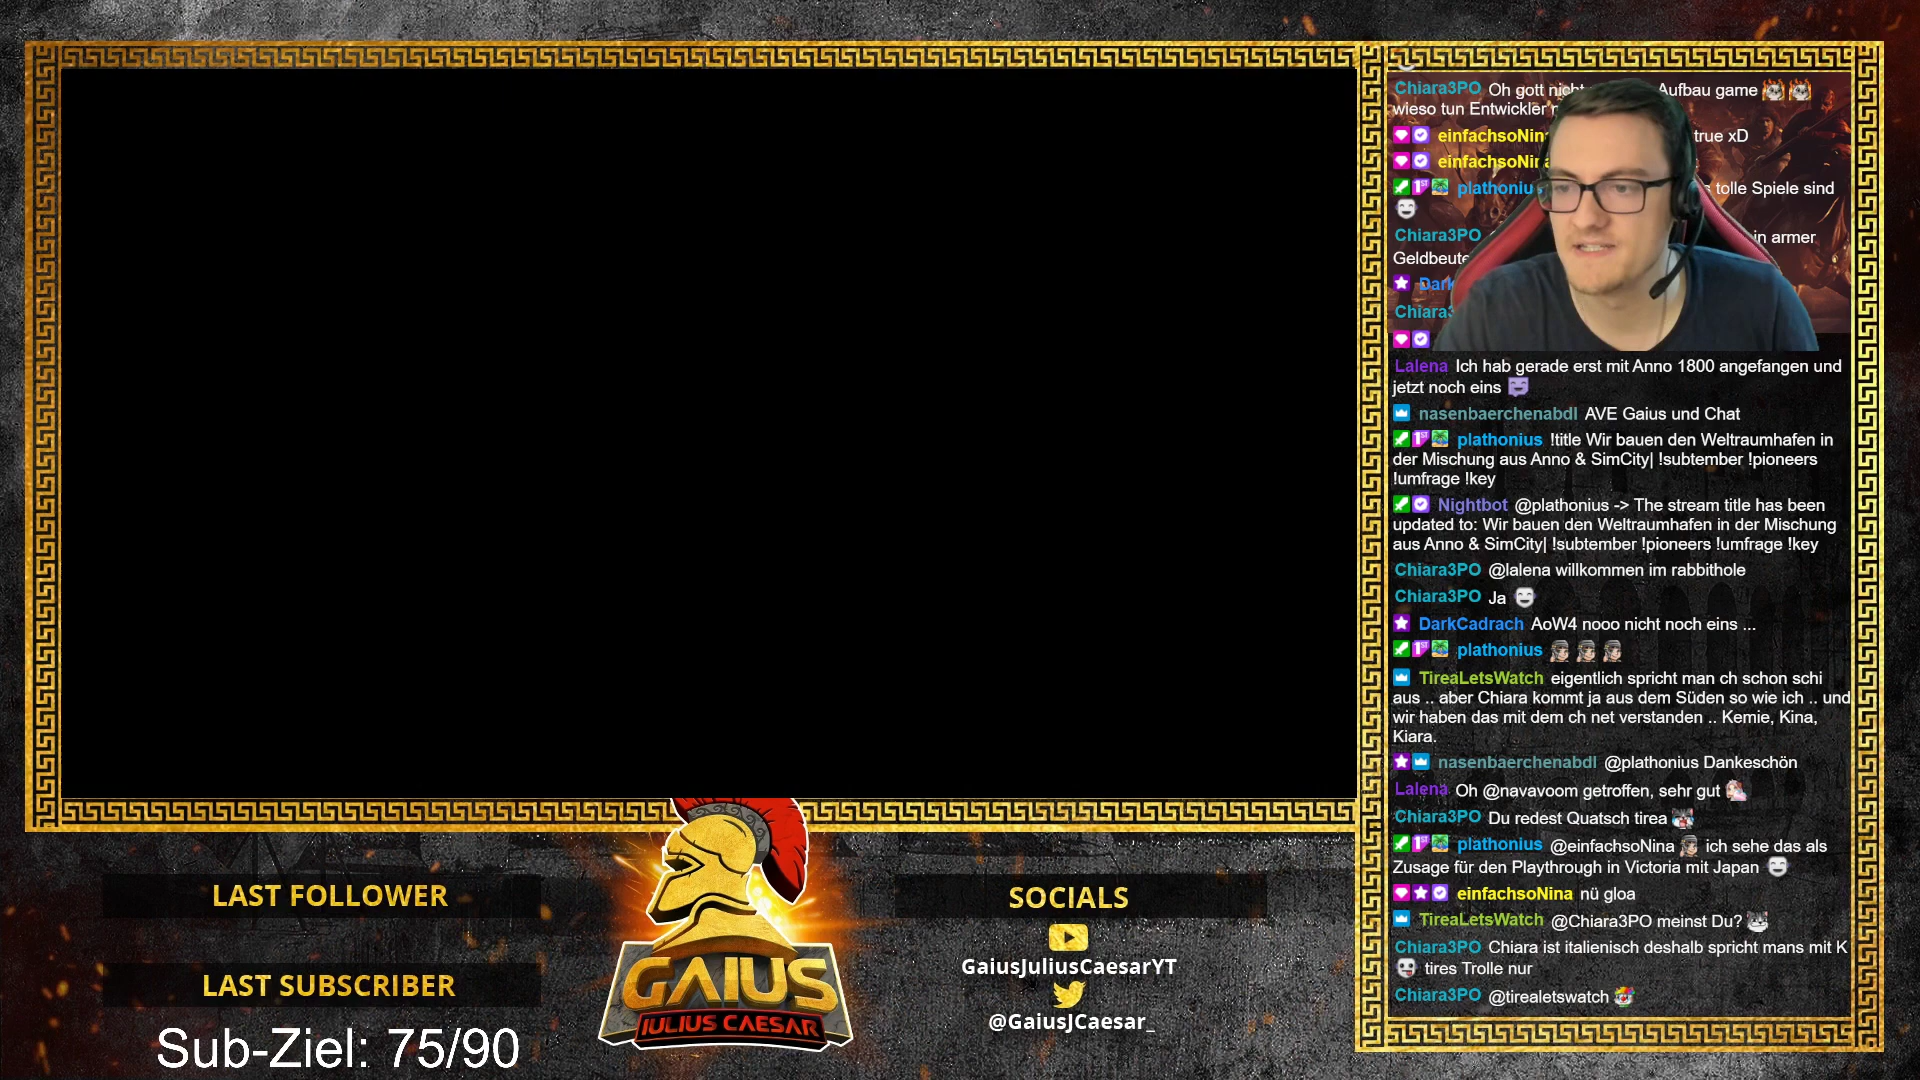 Chiara3PO Oh gott nicht Aufbau game
wieso tun Entwickler
einfachsoNina true xD
einfachsoNina
plathonius tolle Spiele sind
Chiara3PO in armer
Geldbeute
Dark
Chiara3
Lalena Ich hab gerade erst mit Anno 1800 angefangen und
jetzt noch eins
nasenbaerchenabdl AVE Gaius und Chat
plathonius !title Wir bauen den Weltraumhafen in
der Mischung aus Anno & SimCity| !subtember !pioneers
!umfrage !key
Nightbot @plathonius -> The stream title has been
updated to: Wir bauen den Weltraumhafen in der Mischung
aus Anno & SimCity| !subtember !pioneers !umfrage !key
Chiara3PO @lalena willkommen im rabbithole
Chiara3PO Ja
DarkCadrach AoW4 nooo nicht noch eins ...
plathonius
TireaLetsWatch eigentlich spricht man ch schon schi
aus .. aber Chiara kommt ja aus dem Süden so wie ich .. und
wir haben das mit dem ch net verstanden .. Kemie, Kina,
Kiara.
nasenbaerchenabdl @plathonius Dankeschön
Lalena Oh @navavoom getroffen, sehr gut
Chiara3PO Du redest Quatsch tirea
plathonius @einfachsoNina ich sehe das als
Zusage für den Playthrough in Victoria mit Japan
einfachsoNina nü gloa
TireaLetsWatch @Chiara3PO meinst Du?
Chiara3PO Chiara ist italienisch deshalb spricht mans mit K
tires Trolle nur
Chiara3PO @tirealetswatch
LAST FOLLOWER
LAST SUBSCRIBER
Sub-Ziel: 75/90
GAIUS
IULIUS CAESAR
SOCIALS
GaiusJuliusCaesarYT
@GaiusJCaesar_